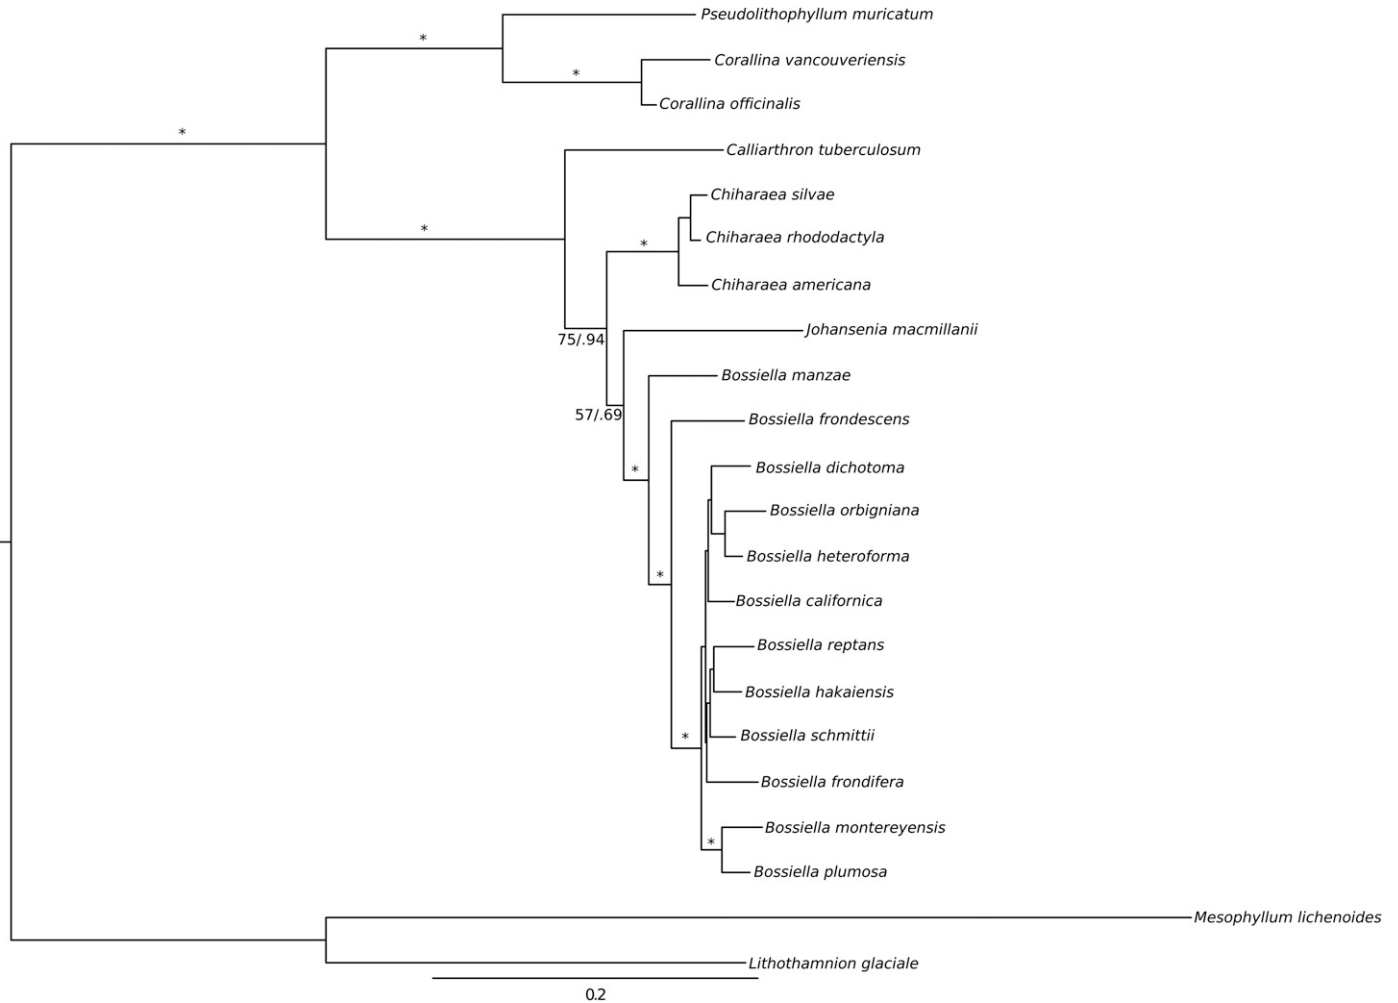 Pseudolithophyllum muricatum
*
Corallina vancouveriensis
*
Corallina officinalis
*
Calliarthron tuberculosum
Chiharaea silvae
*
Chiharaea rhododactyla
*
Chiharaea americana
Johansenia macmillanii
75/.94
Bossiella manzae
57/.69
Bossiella frondescens
Bossiella dichotoma
*
Bossiella orbigniana
Bossiella heteroforma
*
Bossiella californica
Bossiella reptans
Bossiella hakaiensis
Bossiella schmittii
*
Bossiella frondifera
Bossiella montereyensis
*
Bossiella plumosa
Mesophyllum lichenoides
Lithothamnion glaciale
0.2